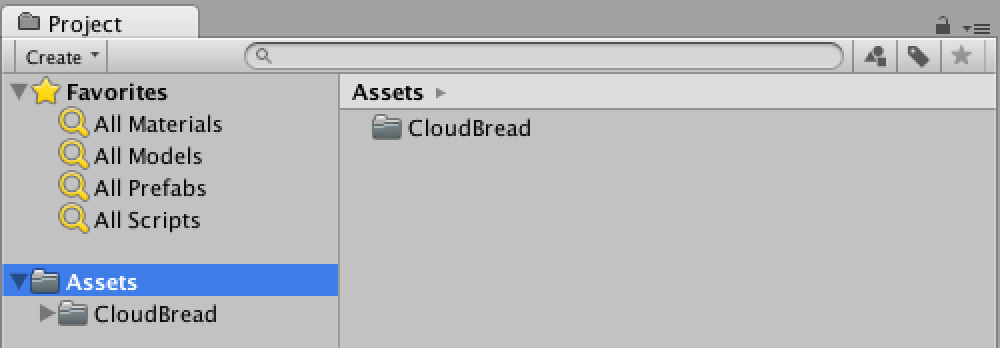 Project
Create
Favorites
All Materials
All Models
All Prefabs
All Scripts
Assets
CloudBread
Assets
CloudBread